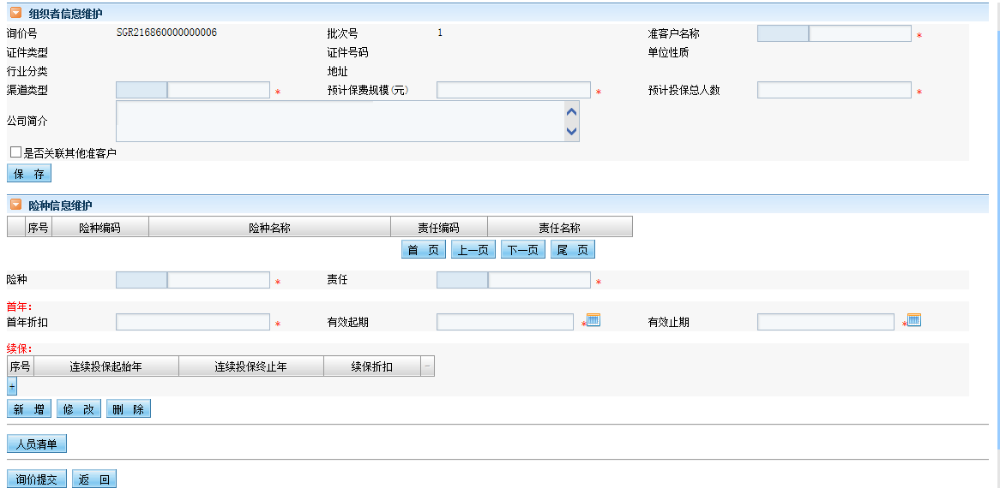 组织者信息维护
询价号 SGR216860000000006 批次号 1 准客户名称 *
证件类型 证件号码 单位性质
行业分类 地址
渠道类型 * 预计保费规模(元) * 预计投保总人数 *
公司简介
是否关联其他准客户
保 存
险种信息维护
序号 险种编码 险种名称 责任编码 责任名称
首 页 上一页 下一页 尾 页
险种 * 责任 *
首年:
首年折扣 * 有效起期 * 有效止期 *
续保:
序号 连续投保起始年 连续投保终止年 续保折扣 -
+
新 增 修 改 删 除
人员清单
询价提交 返 回